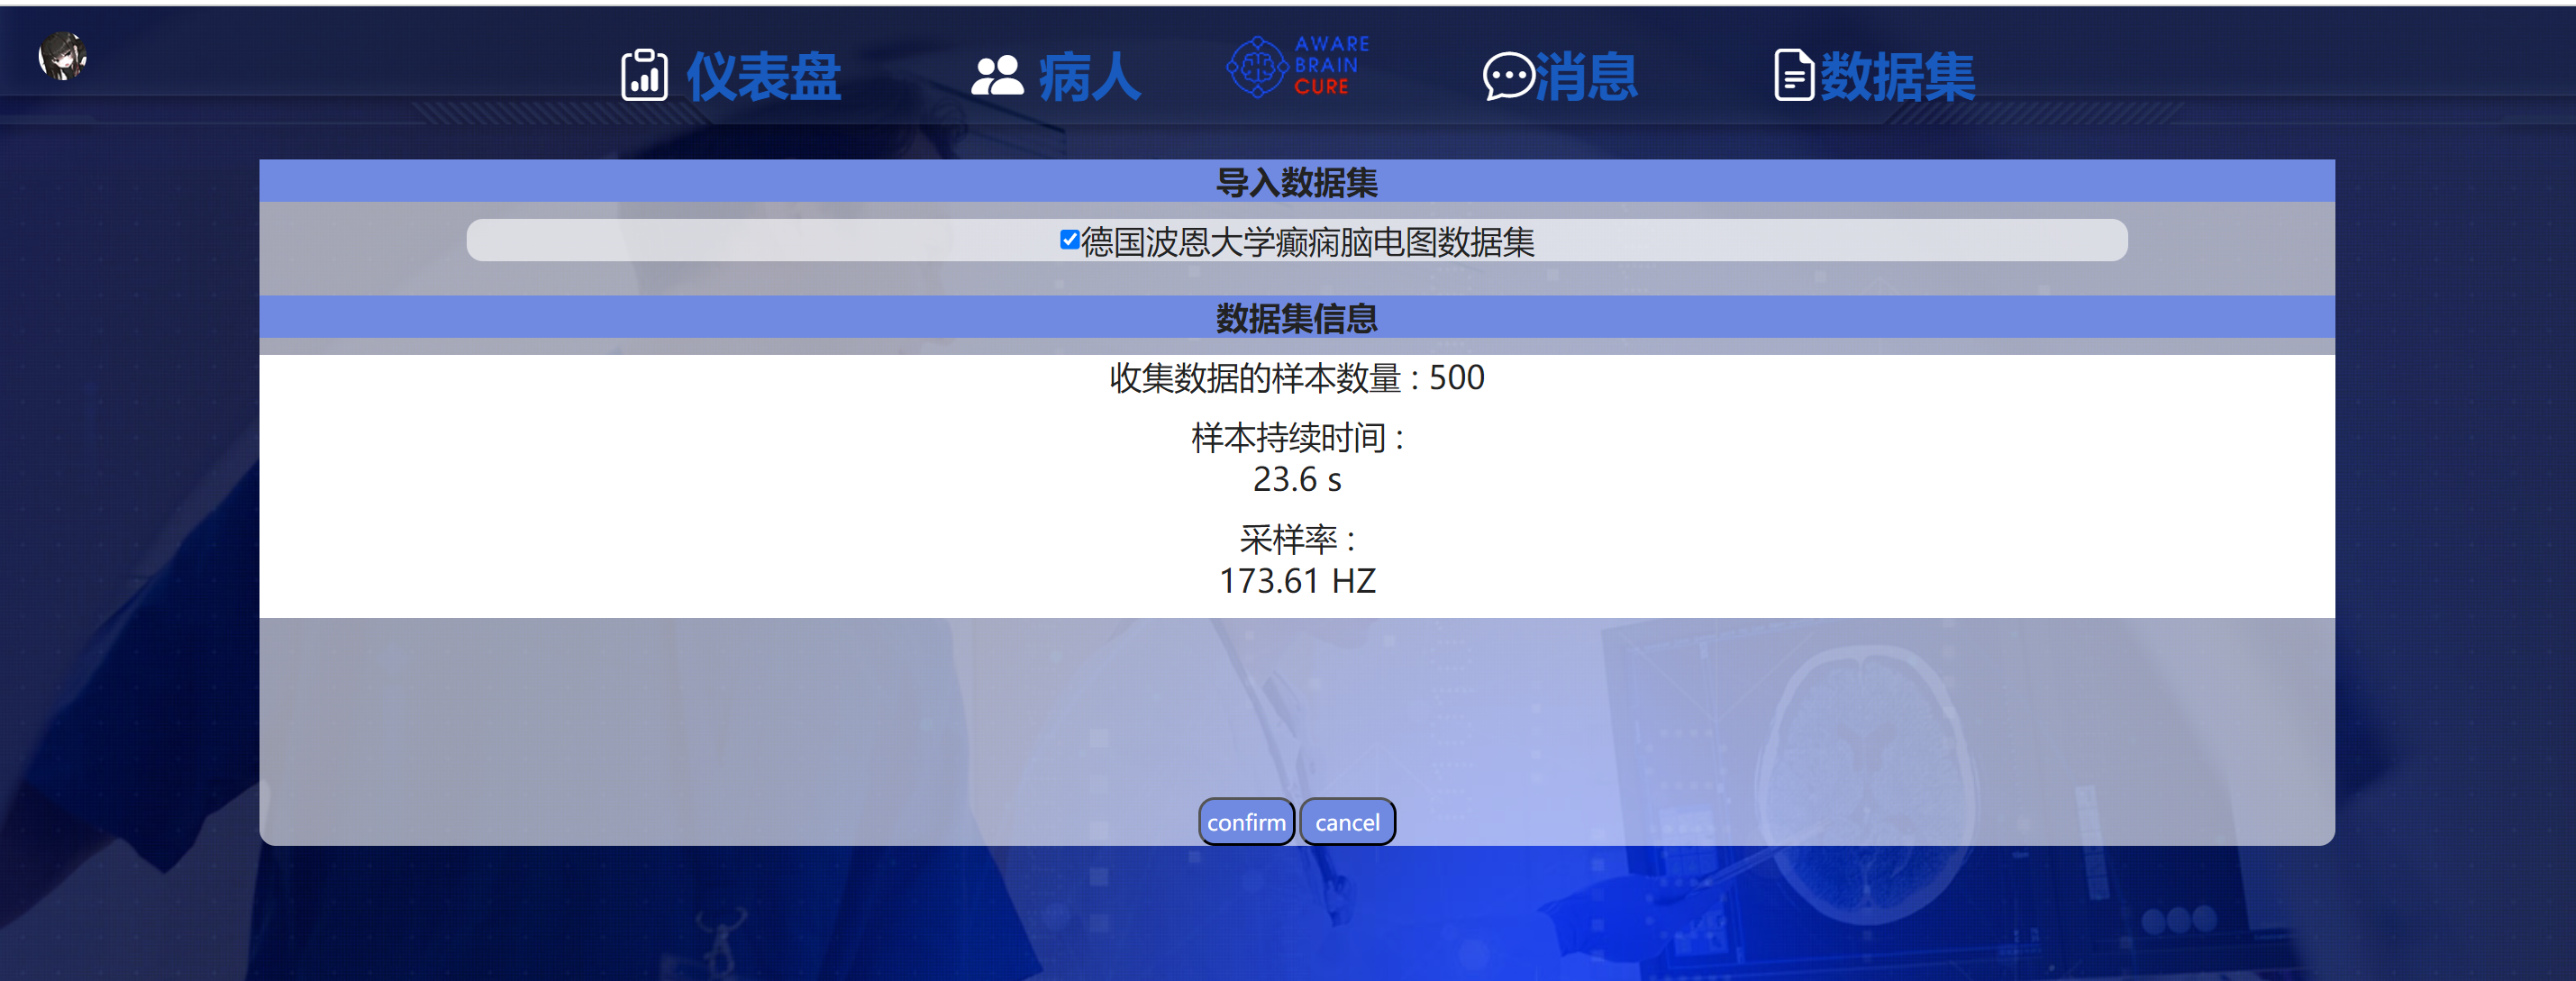 仪表盘
病人
AWARE
BRAIN
CURE
消息
数据集
导入数据集
德国波恩大学癫痫脑电图数据集
数据集信息
收集数据的样本数量 : 500
样本持续时间 :
23.6 s
采样率 :
173.61 HZ
confirm
cancel